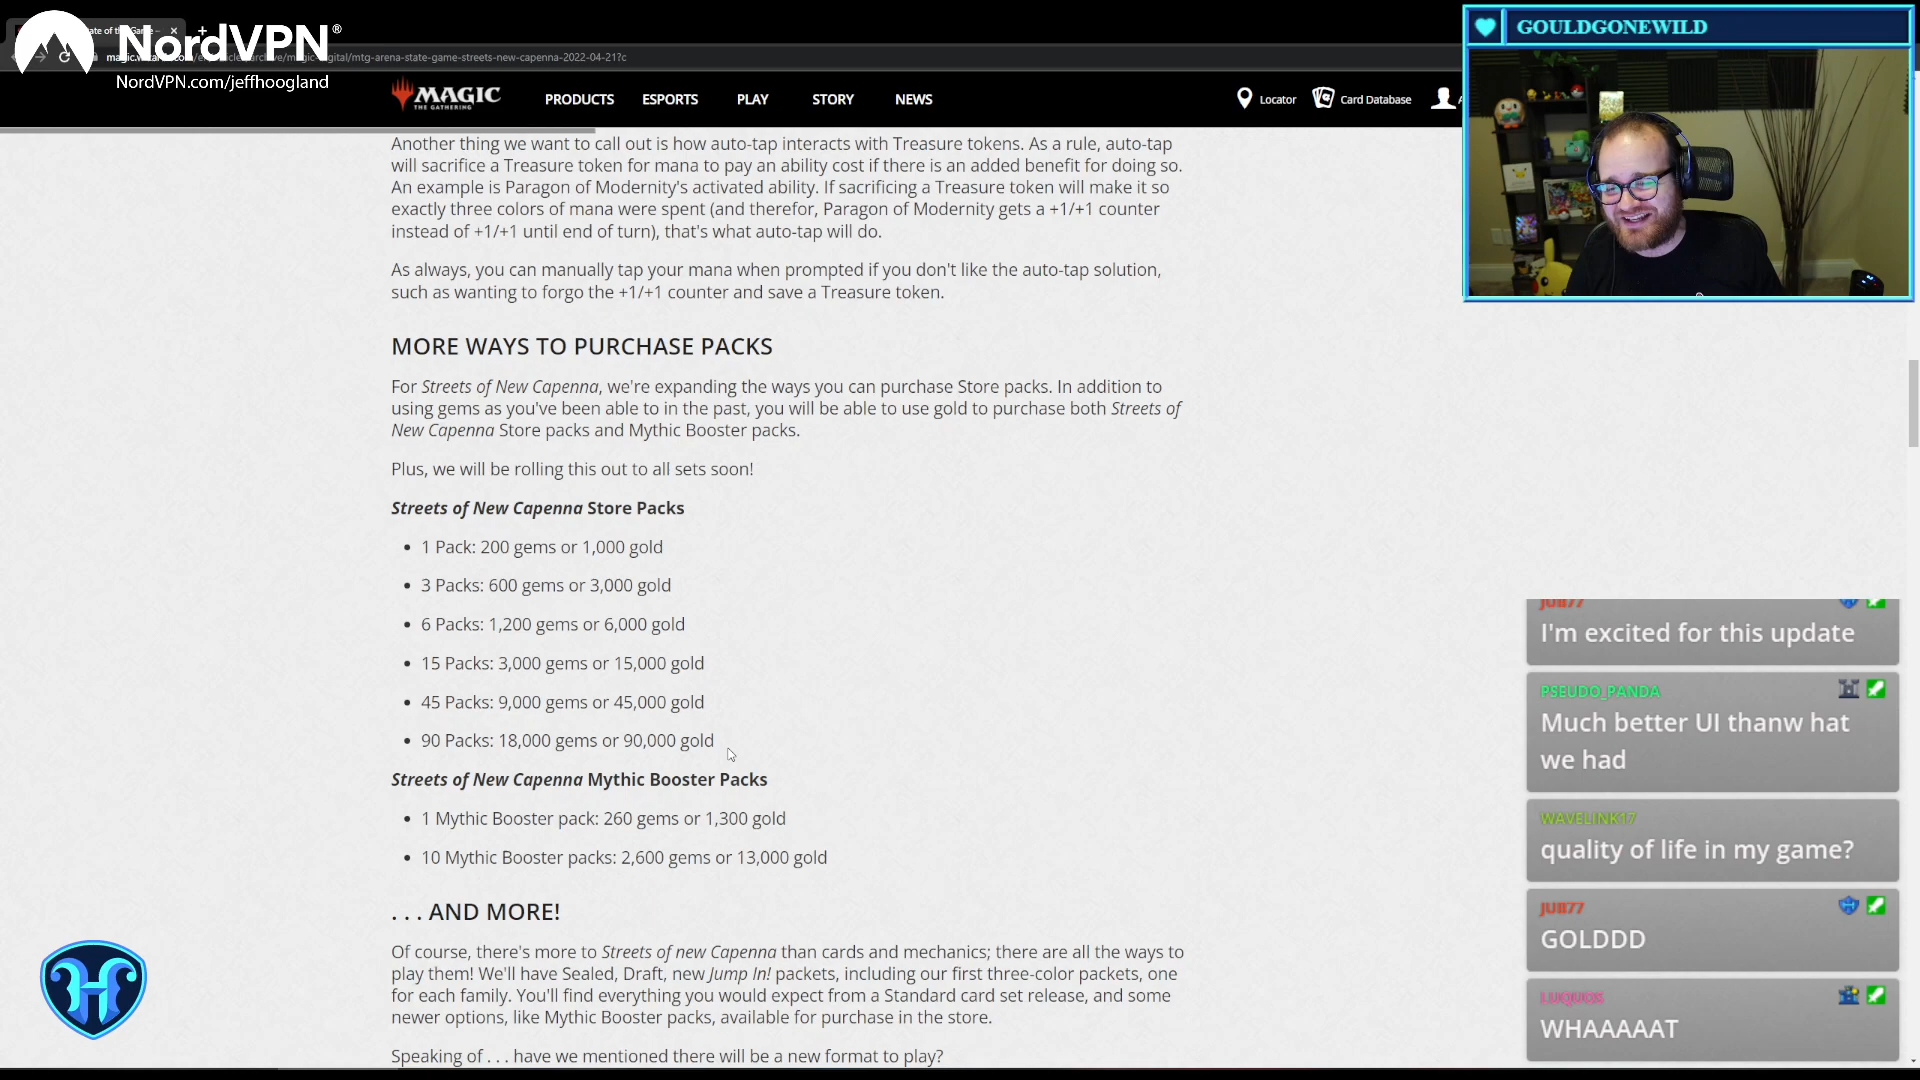 NordVPN®
NordVPN.com/jeffhoogland
/mtg-arena-state-game-streets-new-capenna-2022-04-21?c
MAGIC
THE GATHERING
PRODUCTS
ESPORTS
PLAY
STORY
NEWS
Locator
Card Database
GOULDGONEWILD
Another thing we want to call out is how auto-tap interacts with Treasure tokens. As a rule, auto-tap
will sacrifice a Treasure token for mana to pay an ability cost if there is an added benefit for doing so.
An example is Paragon of Modernity's activated ability. If sacrificing a Treasure token will make it so
exactly three colors of mana were spent (and therefor, Paragon of Modernity gets a +1/+1 counter
instead of +1/+1 until end of turn), that's what auto-tap will do.
As always, you can manually tap your mana when prompted if you don't like the auto-tap solution,
such as wanting to forgo the +1/+1 counter and save a Treasure token.
MORE WAYS TO PURCHASE PACKS
For Streets of New Capenna, we're expanding the ways you can purchase Store packs. In addition to
using gems as you've been able to in the past, you will be able to use gold to purchase both Streets of
New Capenna Store packs and Mythic Booster packs.
Plus, we will be rolling this out to all sets soon!
Streets of New Capenna Store Packs
• 1 Pack: 200 gems or 1,000 gold
• 3 Packs: 600 gems or 3,000 gold
• 6 Packs: 1,200 gems or 6,000 gold
• 15 Packs: 3,000 gems or 15,000 gold
• 45 Packs: 9,000 gems or 45,000 gold
• 90 Packs: 18,000 gems or 90,000 gold
Streets of New Capenna Mythic Booster Packs
• 1 Mythic Booster pack: 260 gems or 1,300 gold
• 10 Mythic Booster packs: 2,600 gems or 13,000 gold
. . . AND MORE!
Of course, there's more to Streets of new Capenna than cards and mechanics; there are all the ways to
play them! We'll have Sealed, Draft, new Jump In! packets, including our first three-color packets, one
for each family. You'll find everything you would expect from a Standard card set release, and some
newer options, like Mythic Booster packs, available for purchase in the store.
Speaking of . . . have we mentioned there will be a new format to play?
I'm excited for this update
PSEUDO_PANDA
Much better UI thanw hat
we had
WAVELINK17
quality of life in my game?
GOLDDD
LUQUOX
WHAAAAAT